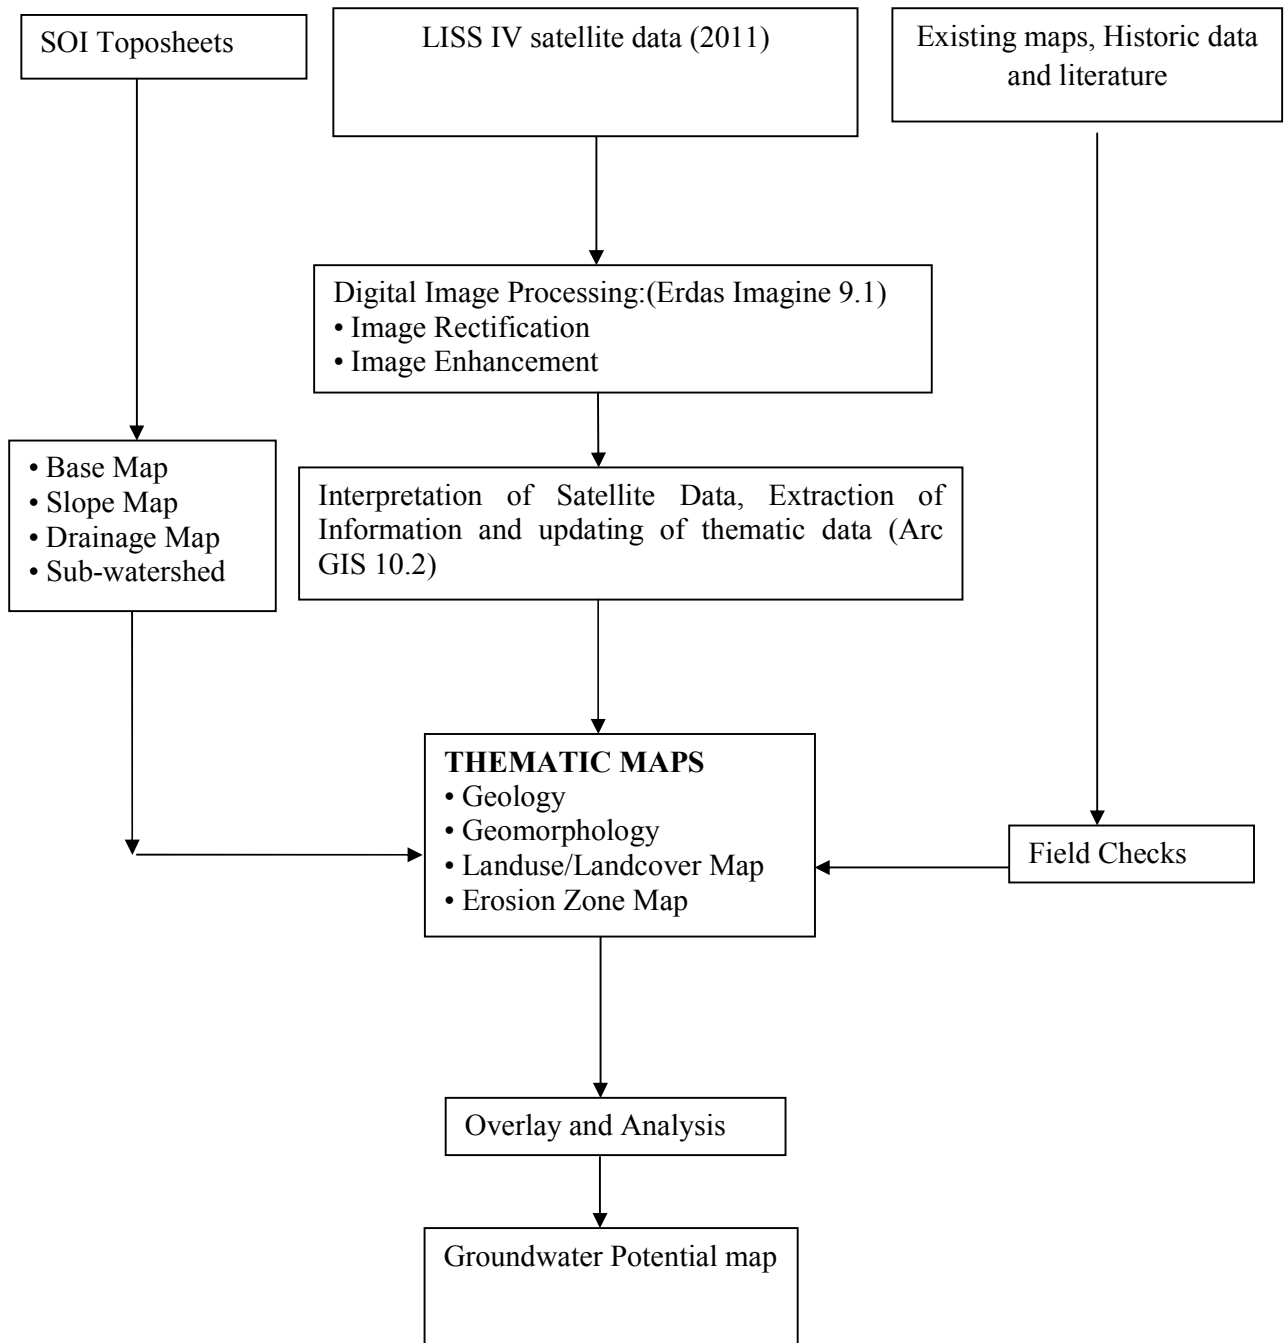 SOI Toposheets
LISS IV satellite data (2011)
Existing maps, Historic data
and literature
Digital Image Processing:(Erdas Imagine 9.1)
• Image Rectification
• Image Enhancement
• Base Map
• Slope Map
• Drainage Map
• Sub-watershed
Interpretation of Satellite Data, Extraction of
Information and updating of thematic data (Arc
GIS 10.2)
THEMATIC MAPS
• Geology
• Geomorphology
• Landuse/Landcover Map
• Erosion Zone Map
Field Checks
Overlay and Analysis
Groundwater Potential map